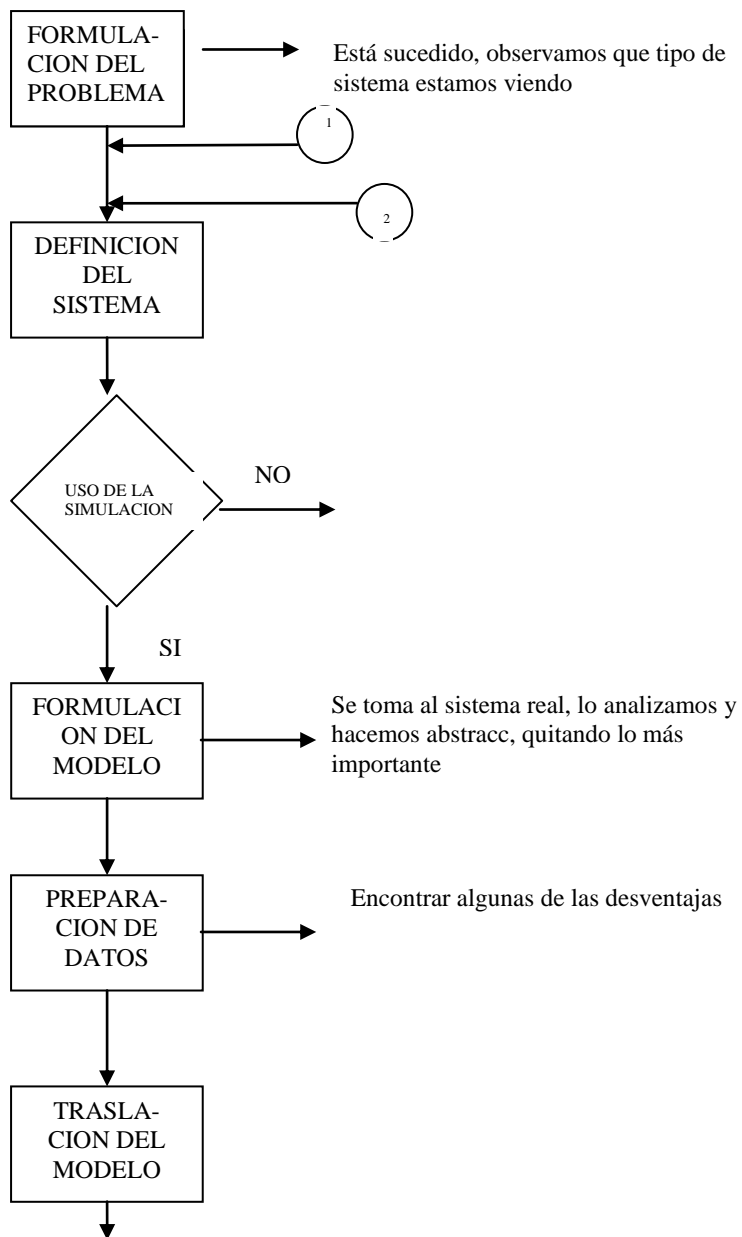 FORMULA-
CION DEL
PROBLEMA
Está sucedido, observamos que tipo de
sistema estamos viendo
1
2
DEFINICION
DEL
SISTEMA
USO DE LA
SIMULACION
NO
SI
FORMULACI
ON DEL
MODELO
Se toma al sistema real, lo analizamos y
hacemos abstracc, quitando lo más
importante
PREPARA-
CION DE
DATOS
Encontrar algunas de las desventajas
TRASLA-
CION DEL
MODELO